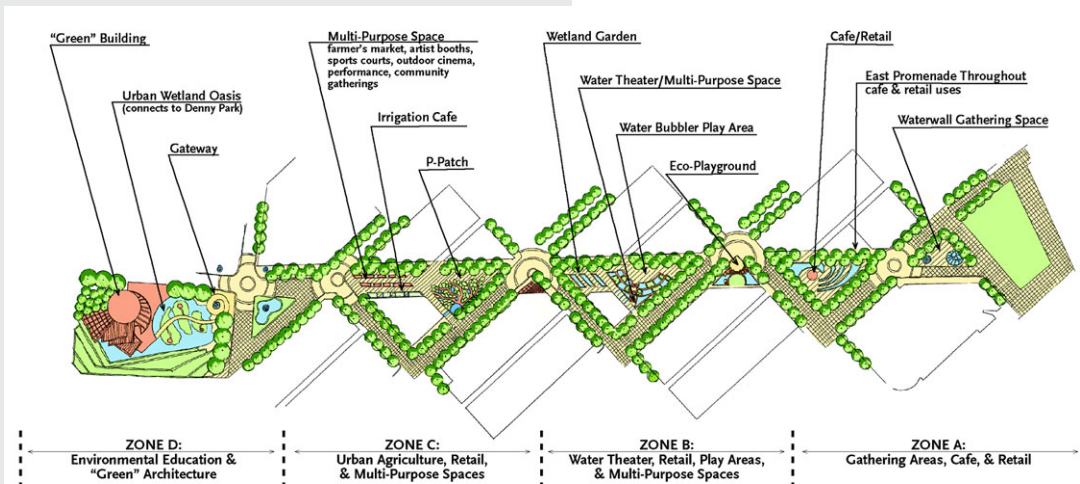 "Green" Building
Urban Wetland Oasis
(connects to Denny Park)
Gateway
Multi-Purpose Space
farmer's market, artist booths,
sports courts, outdoor cinema,
performance, community
gatherings
Irrigation Cafe
P-Patch
Wetland Garden
Water Theater/Multi-Purpose Space
Water Bubbler Play Area
Eco-Playground
Cafe/Retail
East Promenade Throughout
cafe & retail uses
Waterwall Gathering Space
ZONE D:
Environmental Education &
"Green" Architecture
ZONE C:
Urban Agriculture, Retail,
& Multi-Purpose Spaces
ZONE B:
Water Theater, Retail, Play Areas,
& Multi-Purpose Spaces
ZONE A:
Gathering Areas, Cafe, & Retail